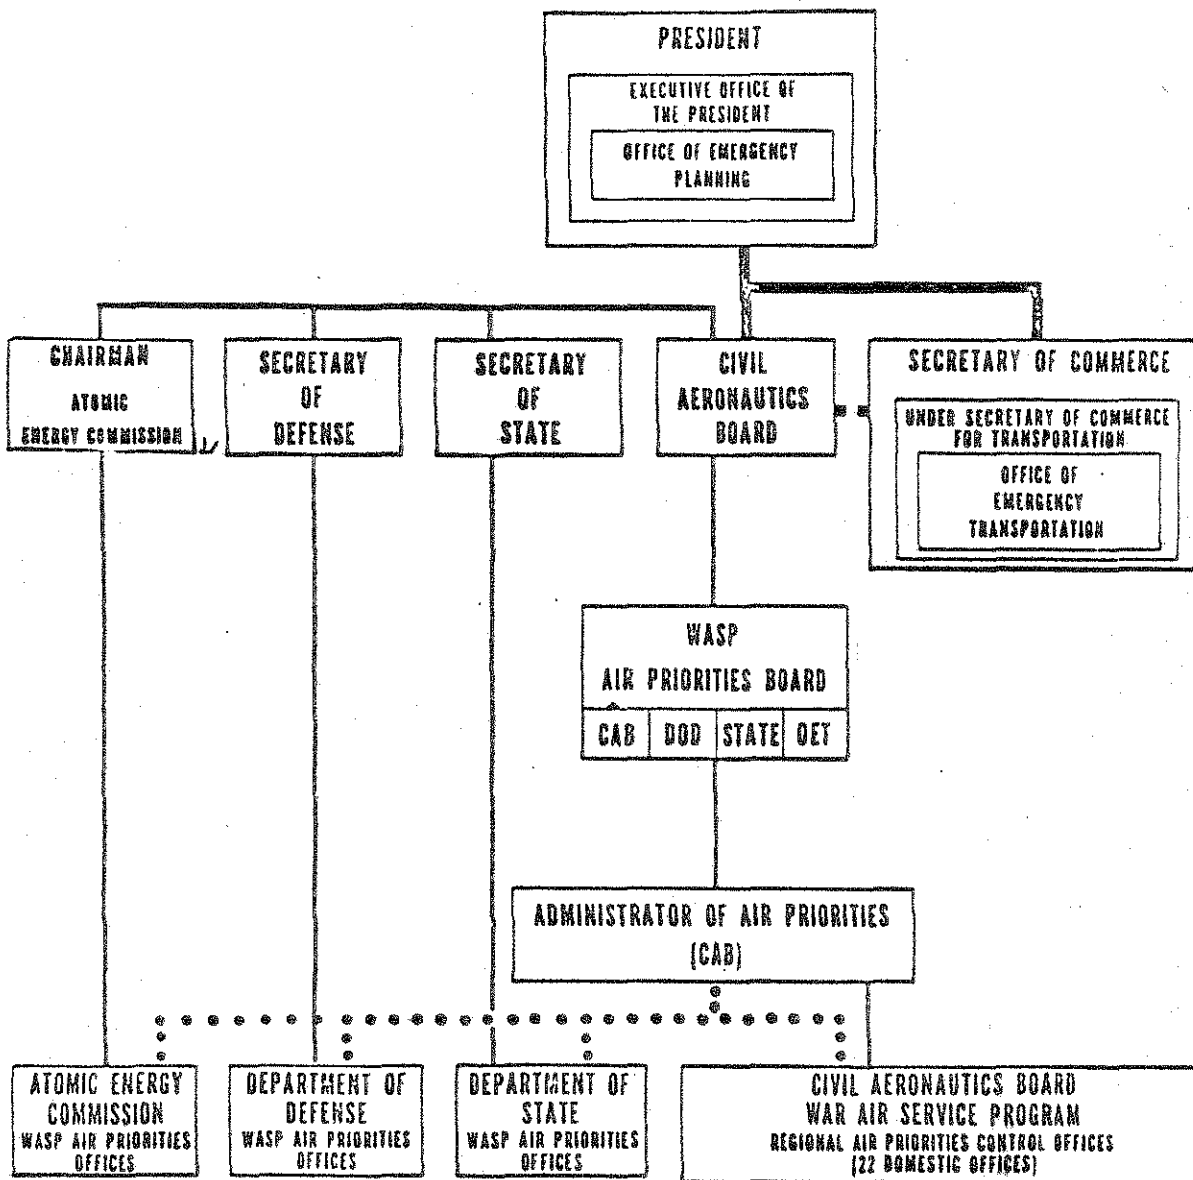 PRESIDENT
EXECUTIVE OFFICE OF
THE PRESIDENT
OFFICE OF EMERGENCY
PLANNING
CHAIRMAN
ATOMIC
ENERGY COMMISSION
SECRETARY
OF
DEFENSE
SECRETARY
OF
STATE
CIVIL
AERONAUTICS
BOARD
SECRETARY OF COMMERCE
UNDER SECRETARY OF COMMERCE
FOR TRANSPORTATION
OFFICE OF
EMERGENCY
TRANSPORTATION
WASP
AIR PRIORITIES BOARD
CAB DOD STATE OET
ADMINISTRATOR OF AIR PRIORITIES
(CAB)
ATOMIC ENERGY
COMMISSION
WASP AIR PRIORITIES
OFFICES
DEPARTMENT OF
DEFENSE
WASP AIR PRIORITIES
OFFICES
DEPARTMENT OF
STATE
WASP AIR PRIORITIES
OFFICES
CIVIL AERONAUTICS BOARD
WAR AIR SERVICE PROGRAM
REGIONAL AIR PRIORITIES CONTROL OFFICES
(22 DOMESTIC OFFICES)